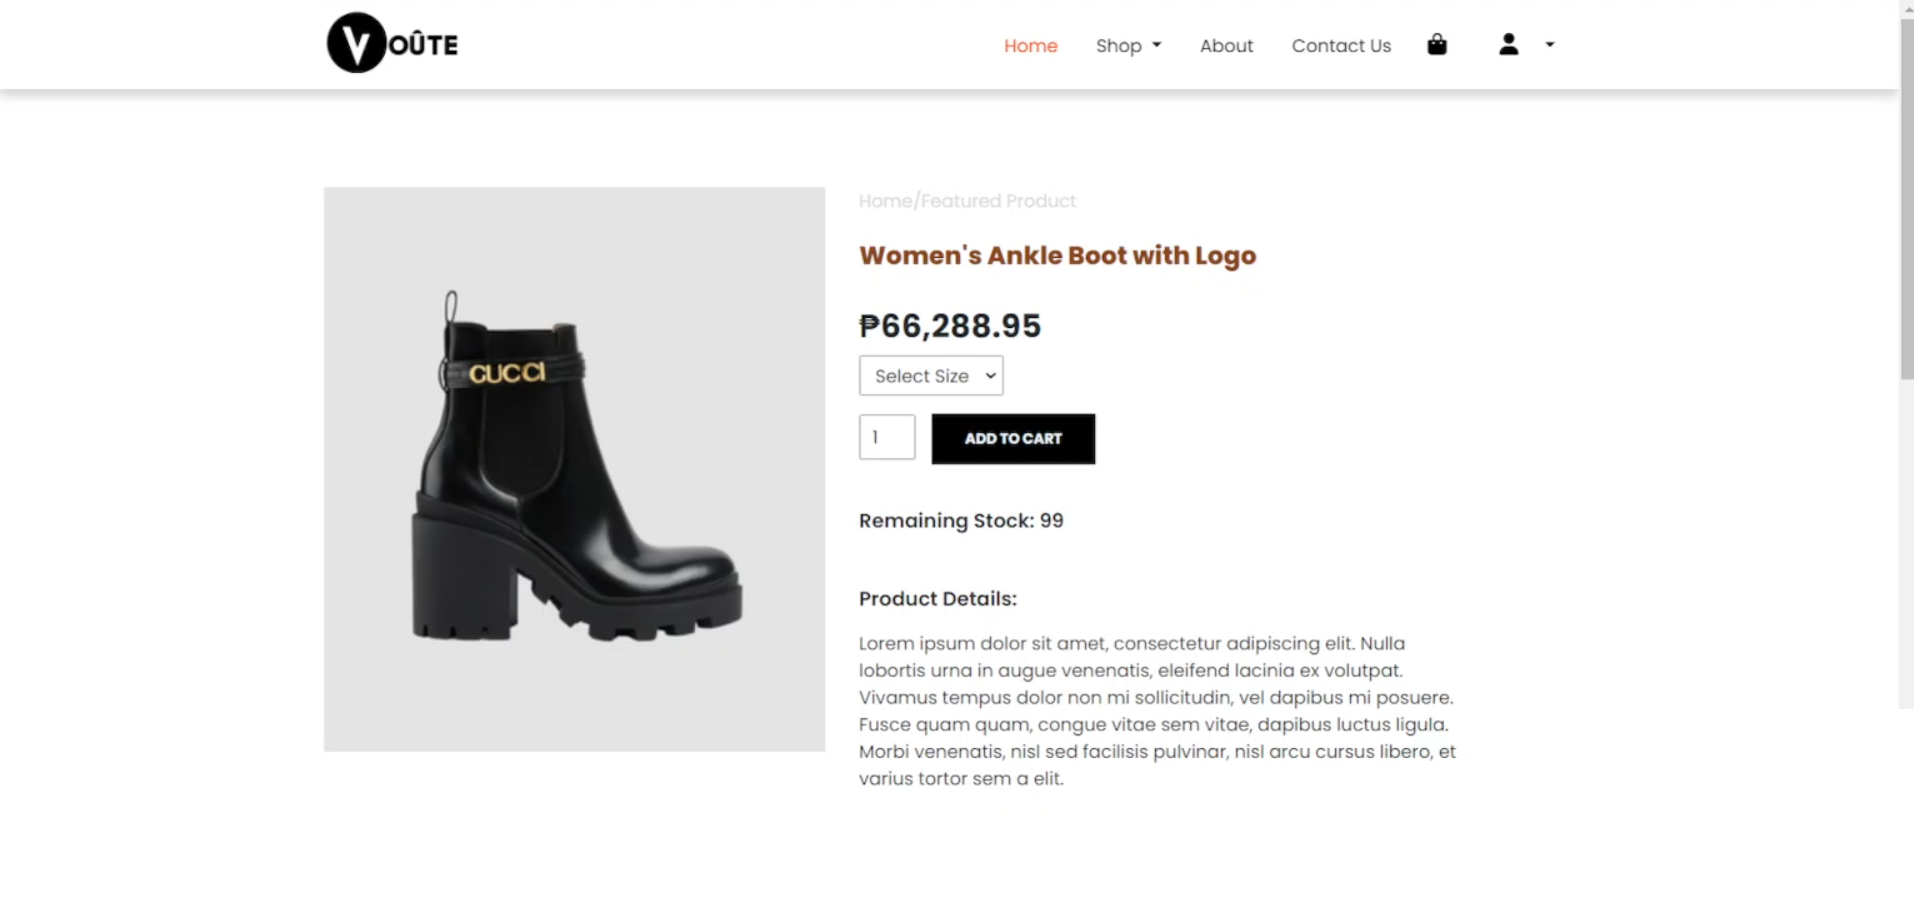 VOÛTE
Home Shop About Contact Us
Home/Featured Product
Women's Ankle Boot with Logo
₱66,288.95
Select Size
1 ADD TO CART
GUCCI
Remaining Stock: 99
Product Details:
Lorem ipsum dolor sit amet, consectetur adipiscing elit. Nulla
lobortis urna in augue venenatis, eleifend lacinia ex volutpat.
Vivamus tempus dolor non mi sollicitudin, vel dapibus mi posuere.
Fusce quam quam, congue vitae sem vitae, dapibus luctus ligula.
Morbi venenatis, nisl sed facilisis pulvinar, nisl arcu cursus libero, et
varius tortor sem a elit.